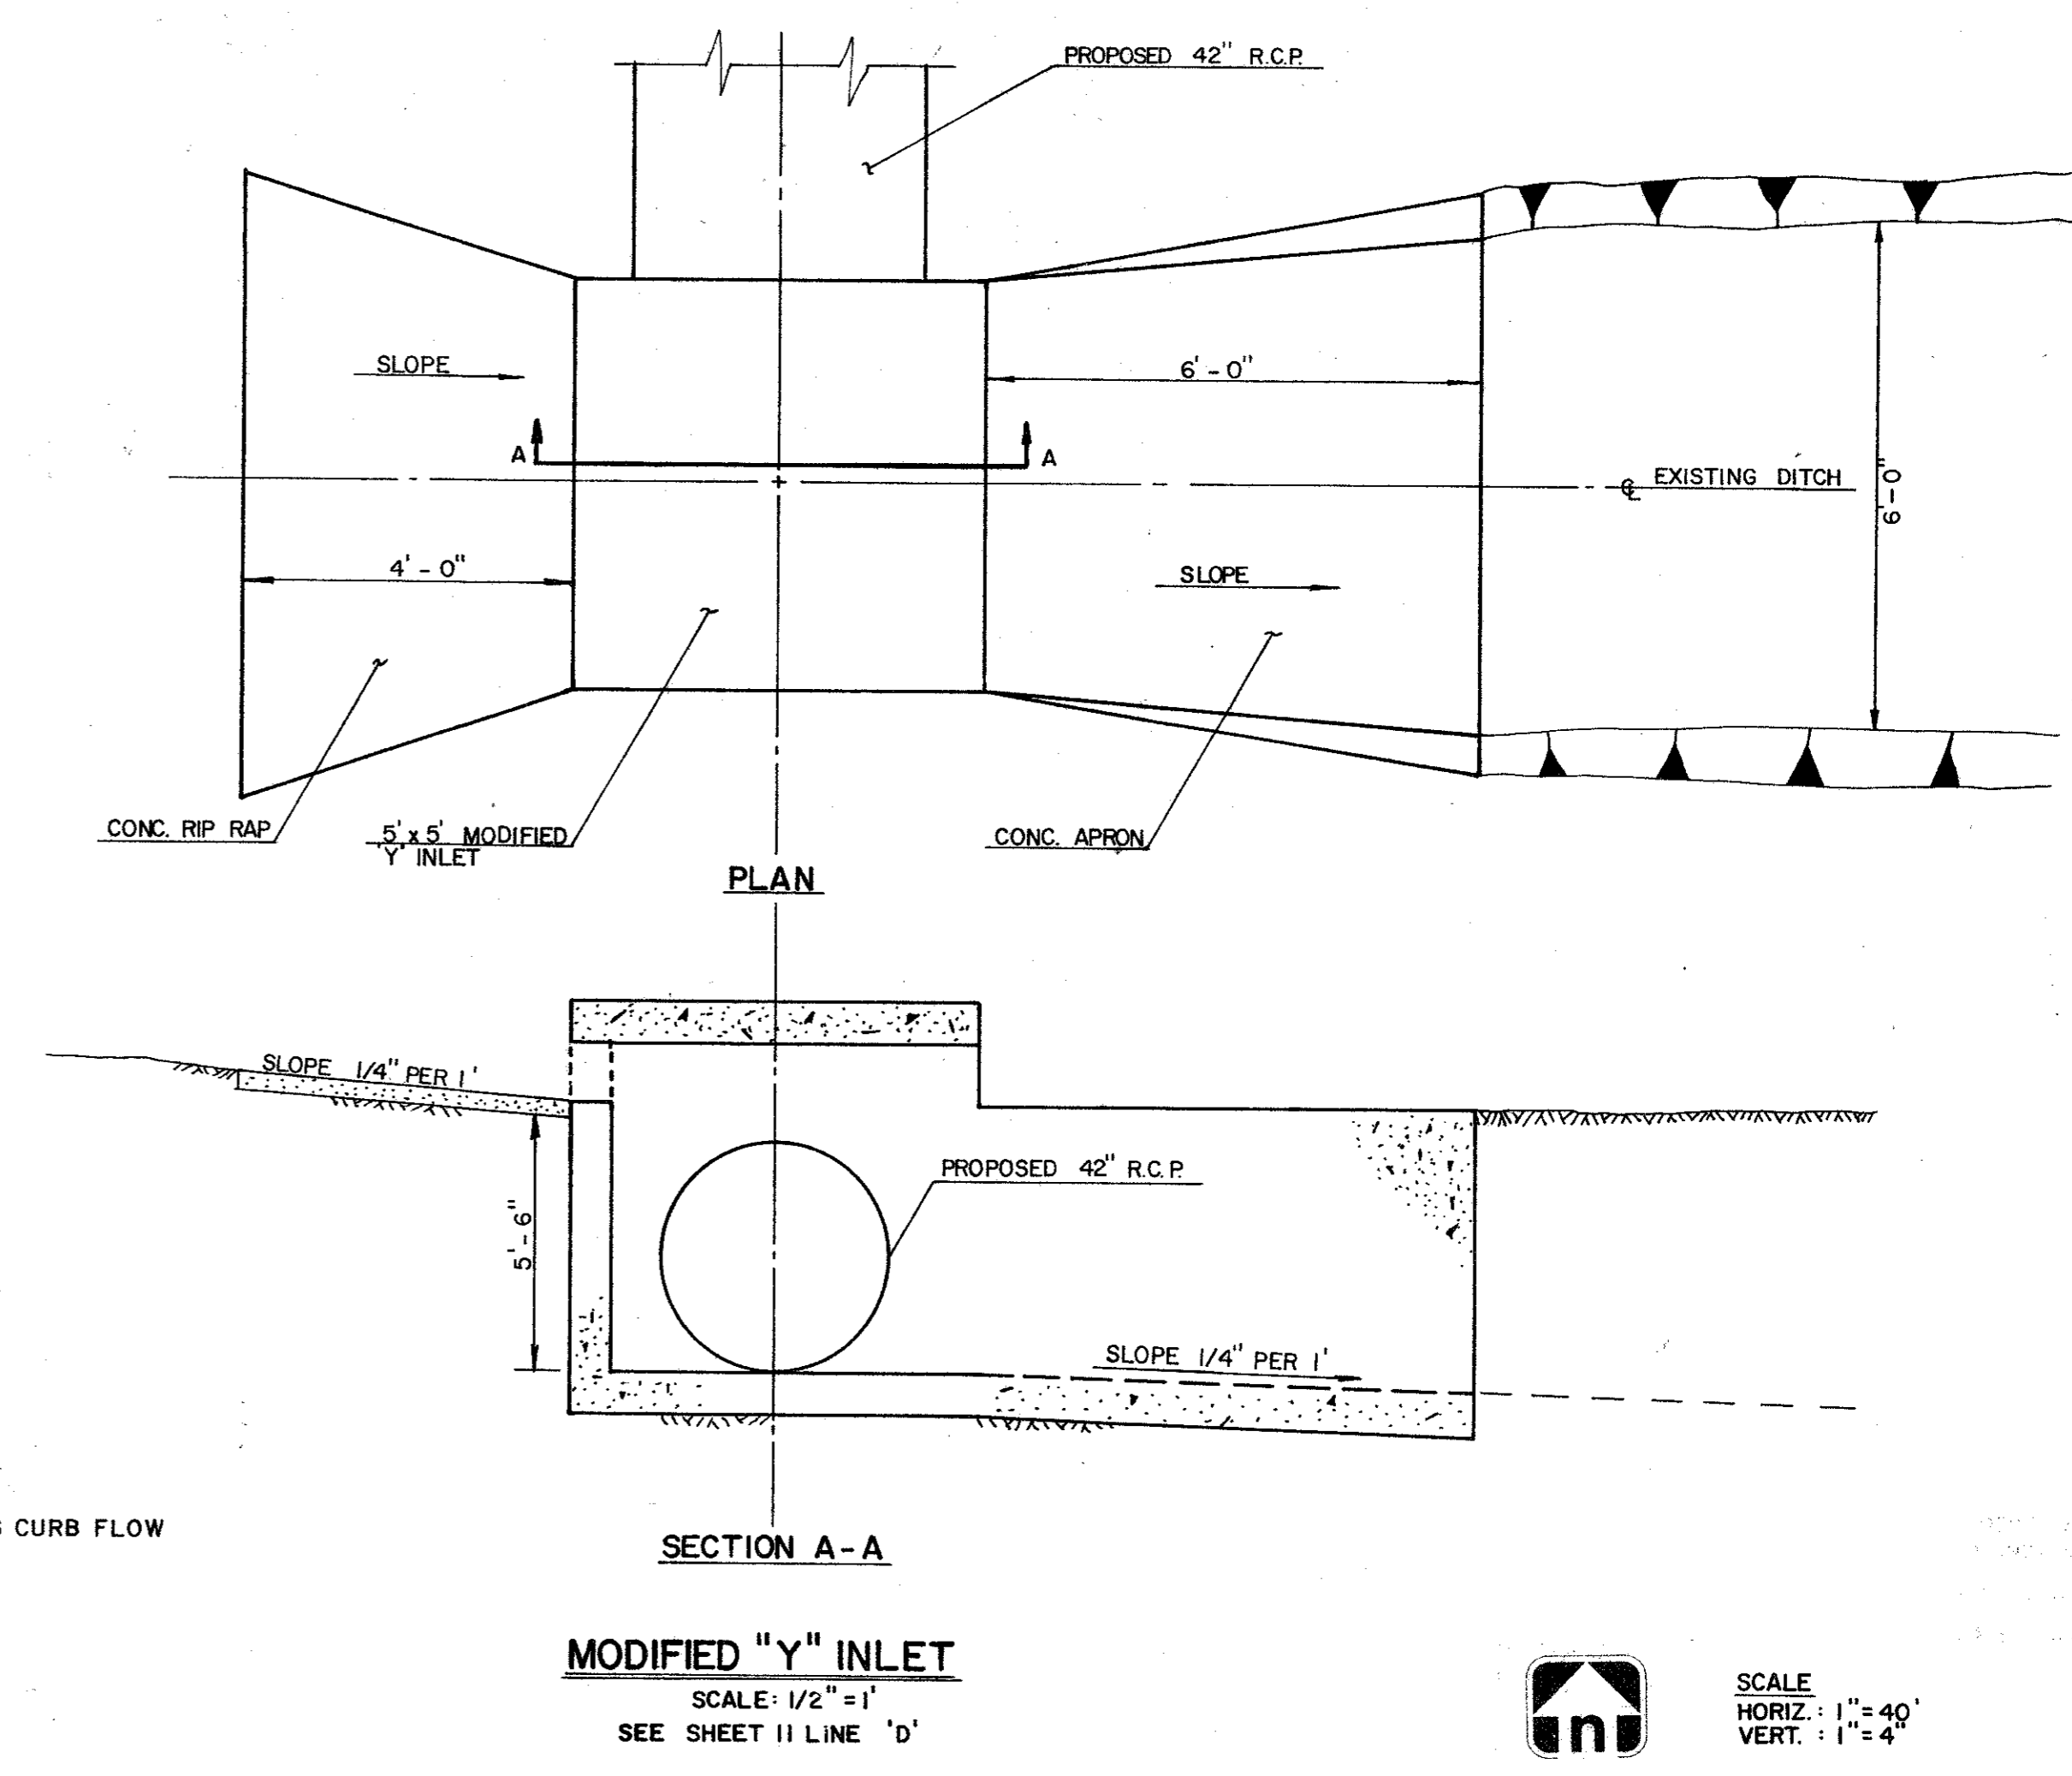 PROPOSED 42" R.C.P.
SLOPE
6'-0"
A
A
℄ EXISTING DITCH
6'-0"
4'-0"
SLOPE
CONC. RIP RAP
5' x 5' MODIFIED
'Y' INLET
CONC. APRON
PLAN
SLOPE 1/4" PER 1'
PROPOSED 42" R.C.P.
5'-6"
SLOPE 1/4" PER 1'
CURB FLOW
SECTION A-A
MODIFIED "Y" INLET
SCALE: 1/2" = 1'
SEE SHEET 11 LINE 'D'
n
SCALE
HORIZ. : 1" = 40'
VERT. : 1" = 4"